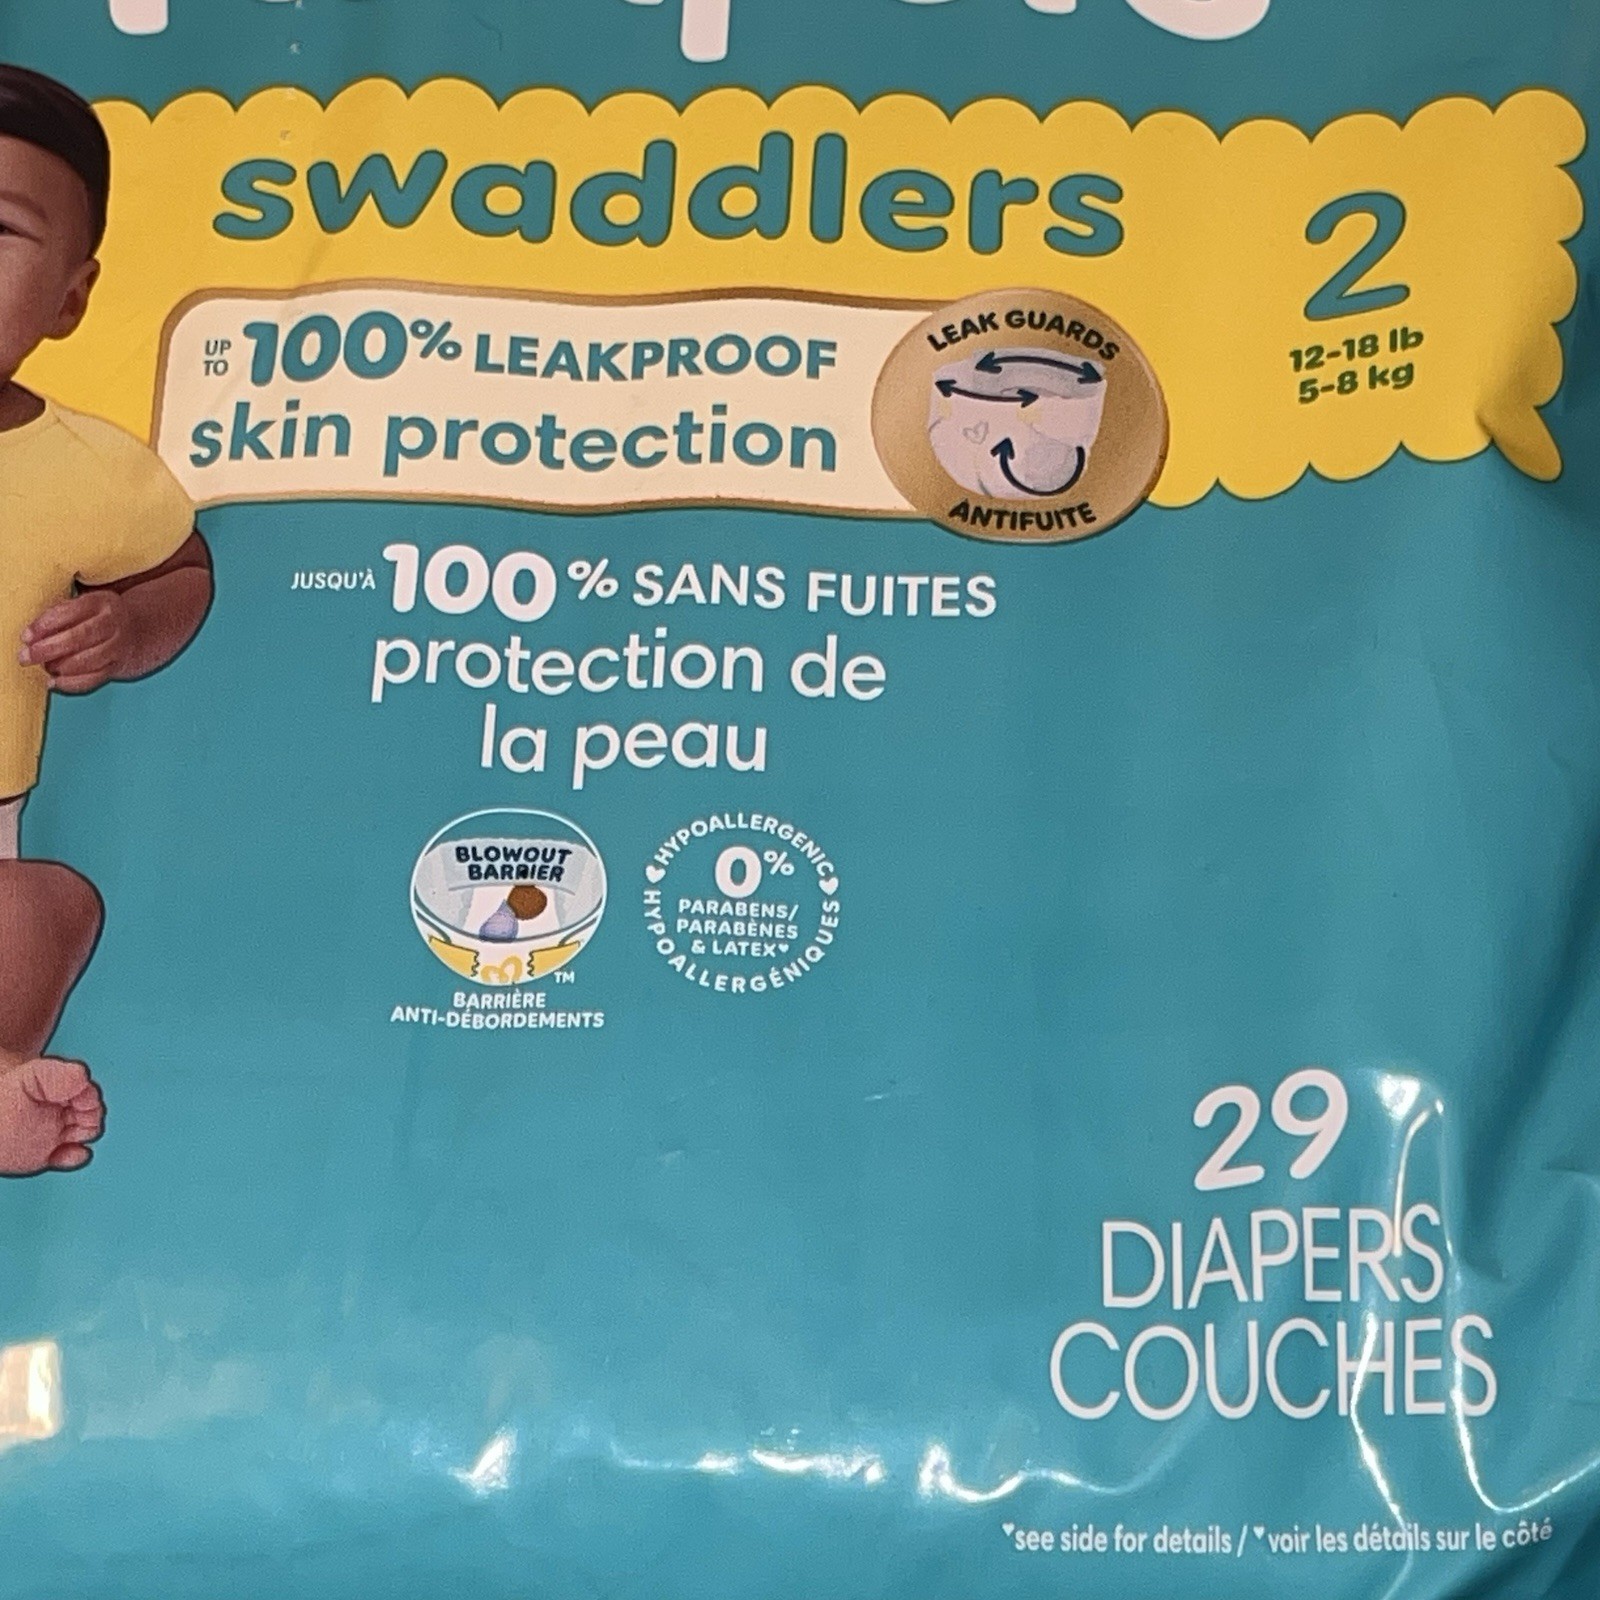 swaddlers
2
12-18 lb
5-8 kg
UP TO 100% LEAKPROOF
skin protection
LEAK GUARDS
ANTIFUITE
JUSQU'À 100% SANS FUITES
protection de
la peau
BLOWOUT
BARRIER
TM
BARRIÈRE
ANTI-DÉBORDEMENTS
HYPOALLERGENIC
0%
PARABENS/
PARABÈNES
& LATEX♥
HYPOALLERGÉNIQUES
29
DIAPERS
COUCHES
♥see side for details / ♥voir les détails sur le côté